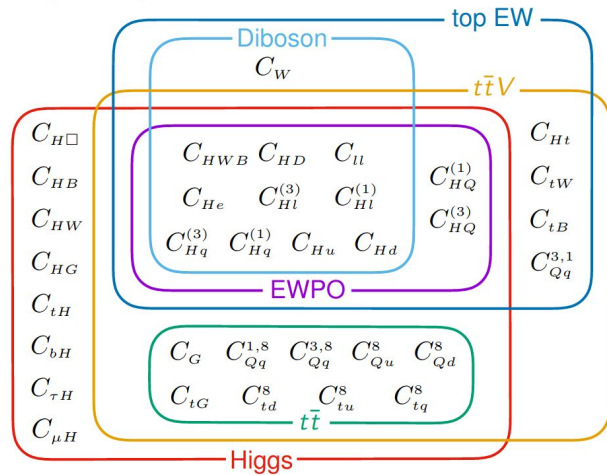 top EW
Diboson
C_W
tt̄V
C_{H□}
C_{HB}
C_{HW}
C_{HG}
C_{tH}
C_{bH}
C_{τH}
C_{μH}
C_{HWB} C_{HD} C_{ll}
C_{He} C_{Hl}^{(3)} C_{Hl}^{(1)}
C_{Hq}^{(3)} C_{Hq}^{(1)} C_{Hu} C_{Hd}
C_{HQ}^{(1)}
C_{HQ}^{(3)}
EWPO
C_{Ht}
C_{tW}
C_{tB}
C_{Qq}^{3,1}
C_G C_{Qq}^{1,8} C_{Qq}^{3,8} C_{Qu}^{8} C_{Qd}^{8}
C_{tG} C_{td}^{8} C_{tu}^{8} C_{tq}^{8}
tt̄
Higgs